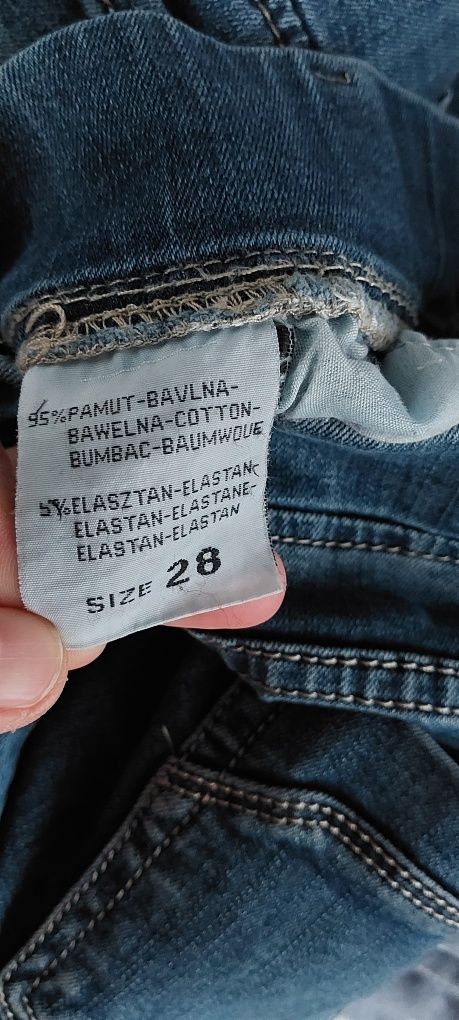 95%PAMUT-BAVLNA-
BAWELNA-COTTON-
BUMBAC-BAUMWOUE
5%ELASZTAN-ELASTAN-
ELASTAN-ELASTANE-
ELASTAN-ELASTAN
SIZE 28